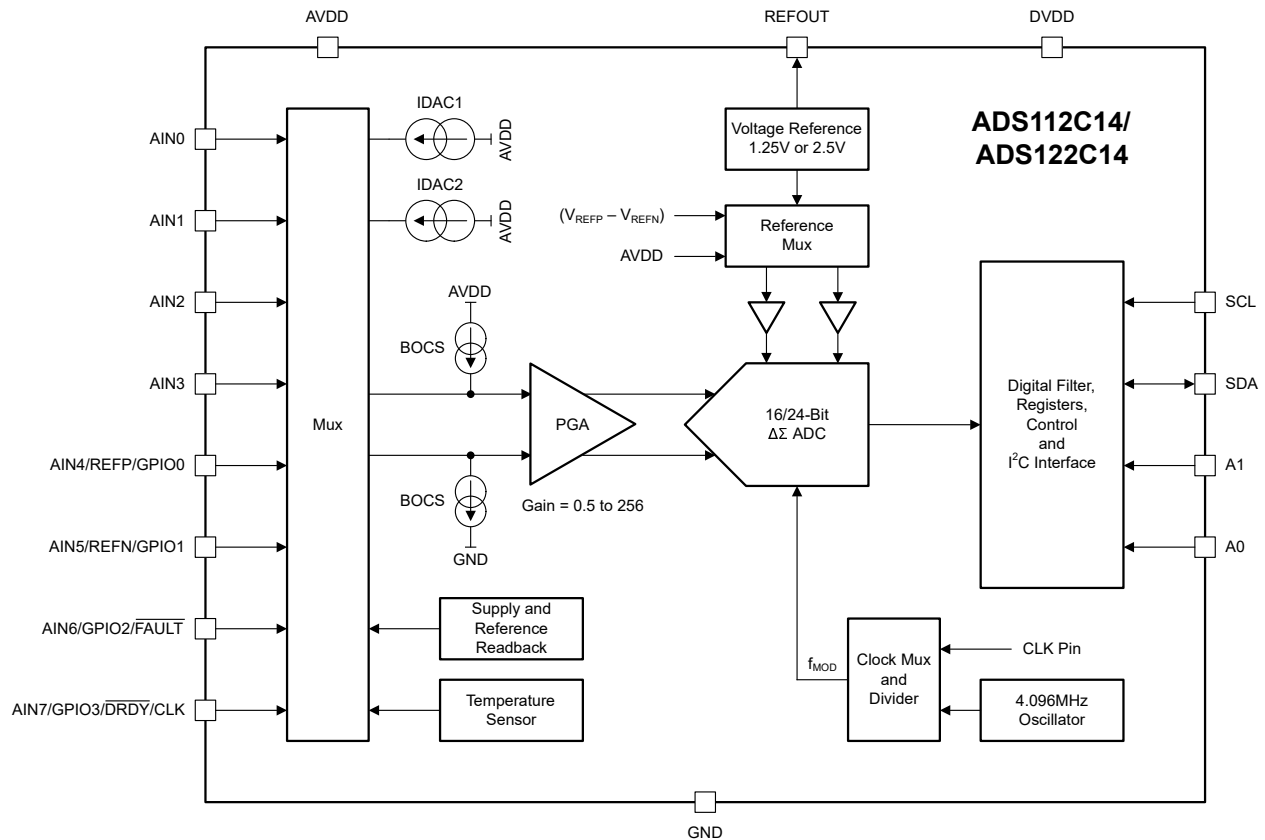 AVDD
REFOUT
DVDD
IDAC1
AVDD
IDAC2
AVDD
Voltage Reference
1.25V or 2.5V
ADS112C14/
ADS122C14
(VREFP – VREFN)
AVDD
Reference
Mux
AIN0
AIN1
AIN2
AIN3
AIN4/REFP/GPIO0
AIN5/REFN/GPIO1
AIN6/GPIO2/FAULT
AIN7/GPIO3/DRDY/CLK
Mux
AVDD
BOCS
BOCS
GND
PGA
Gain = 0.5 to 256
16/24-Bit
ΔΣ ADC
Digital Filter,
Registers,
Control
and
I²C Interface
SCL
SDA
A1
A0
Supply and
Reference
Readback
Temperature
Sensor
fMOD
Clock Mux
and
Divider
CLK Pin
4.096MHz
Oscillator
GND